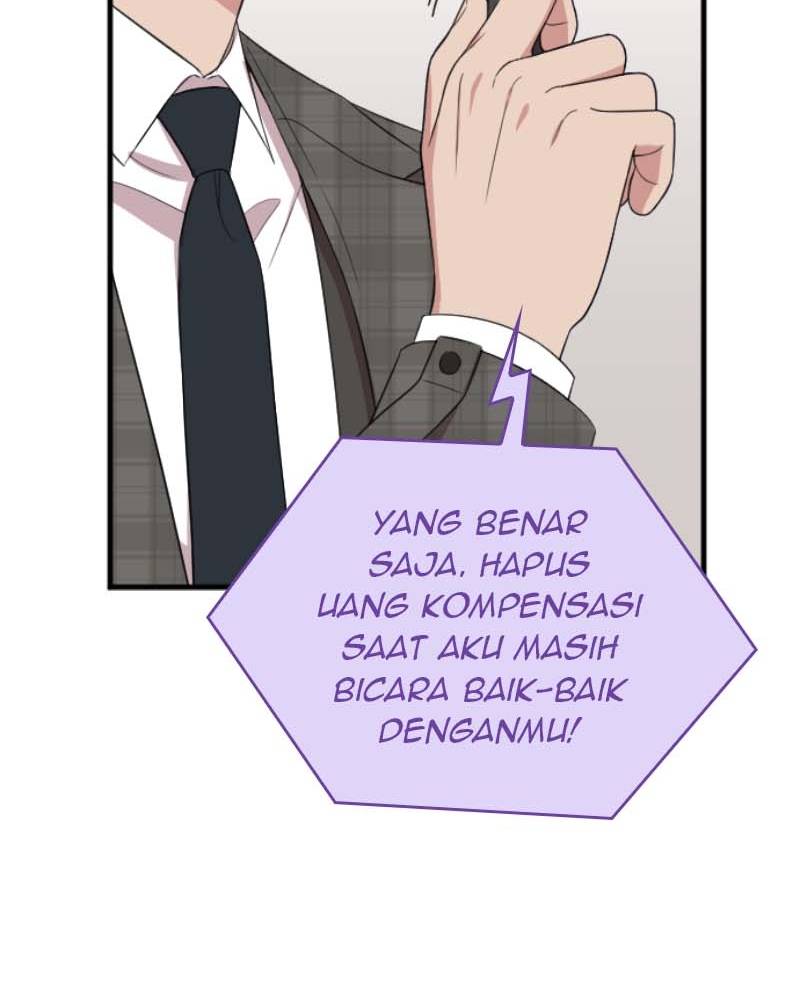 YANG BENAR
SAJA, HAPUS
UANG KOMPENSASI
SAAT AKU MASIH
BICARA BAIK-BAIK
DENGANMU!